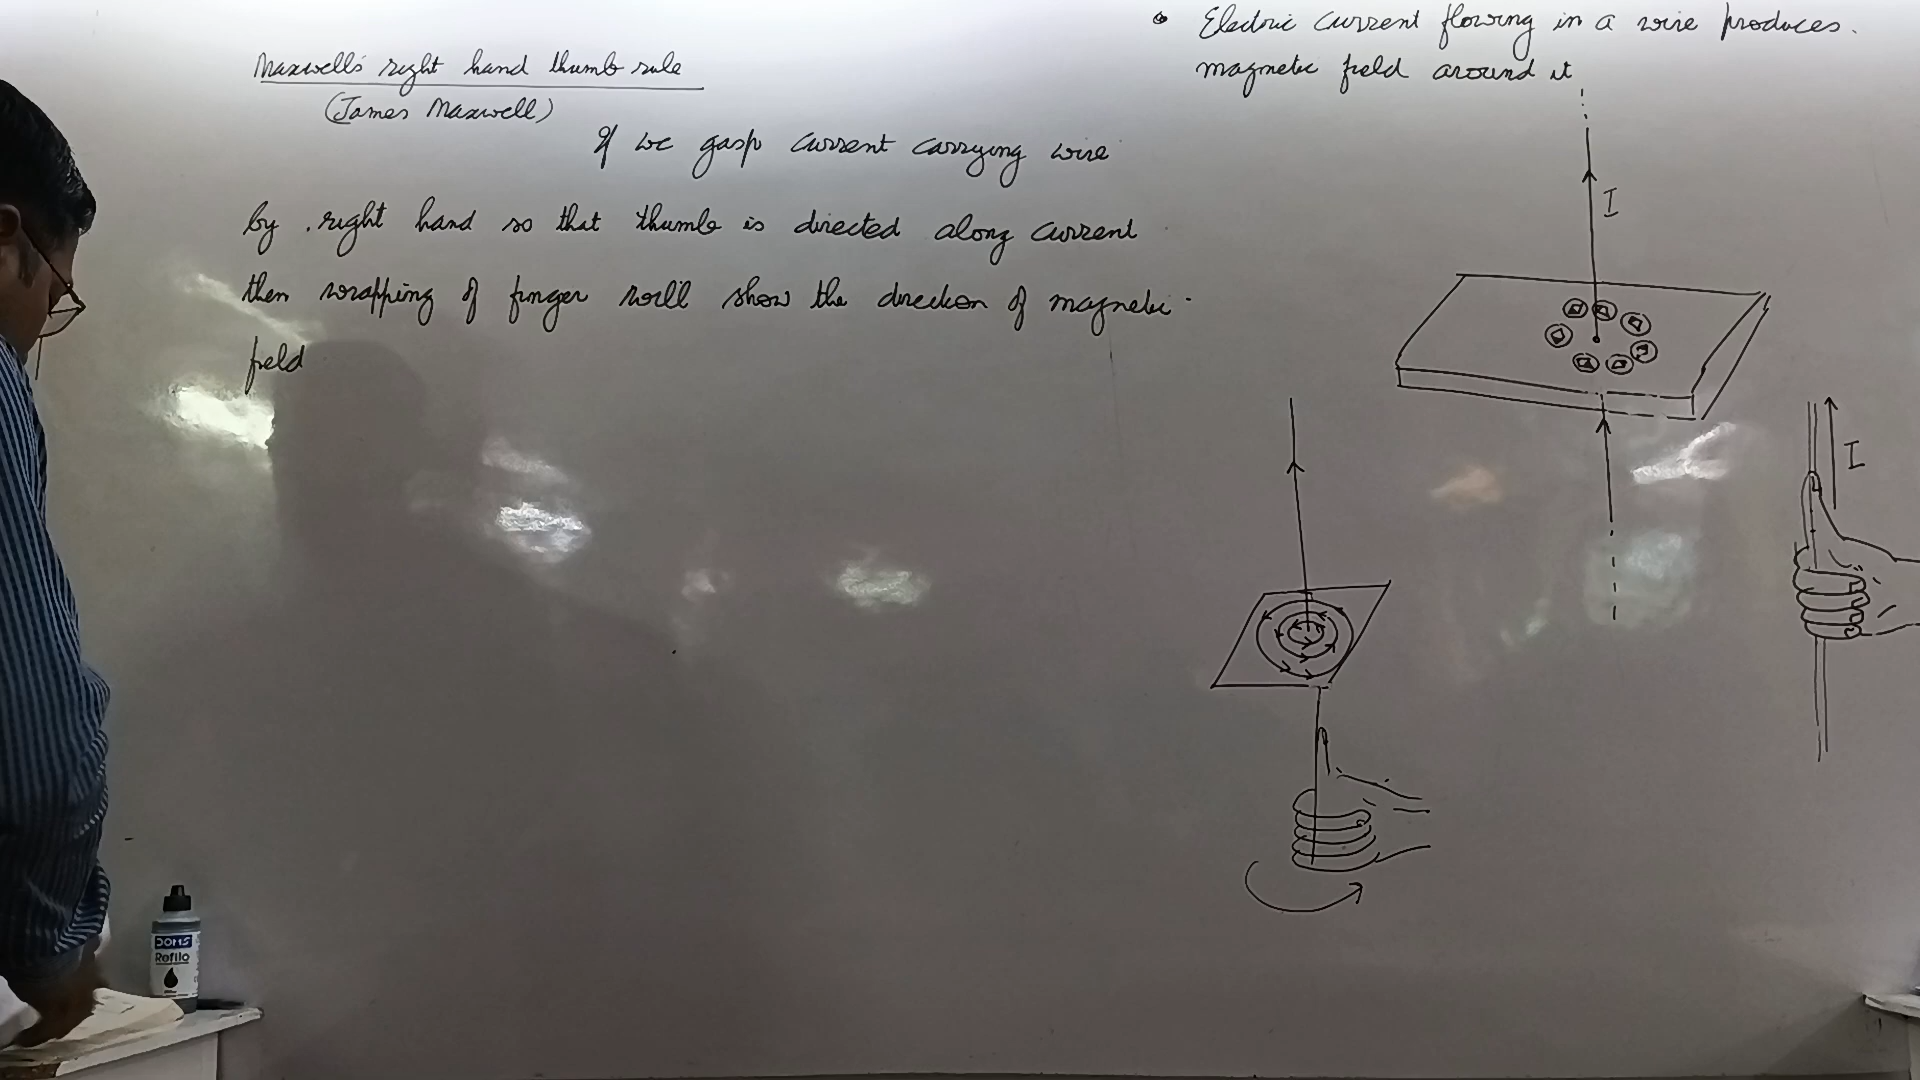 Maxwell's right hand thumb rule
(James Maxwell)
If we gasp current carrying wire
by right hand so that thumb is directed along current
then wrapping of finger will show the direction of magnetic
field
• Electric current flowing in a wire produces.
magnetic field around it
I
I
DOMS
Refilo